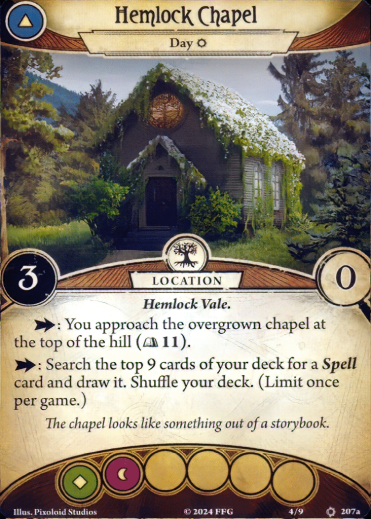 Hemlock Chapel
Day
3
0
LOCATION
Hemlock Vale.
: You approach the overgrown chapel at
the top of the hill ( 11).
: Search the top 9 cards of your deck for a Spell
card and draw it. Shuffle your deck. (Limit once
per game.)
The chapel looks like something out of a storybook.
Illus. Pixoloid Studios © 2024 FFG 4/9 207a